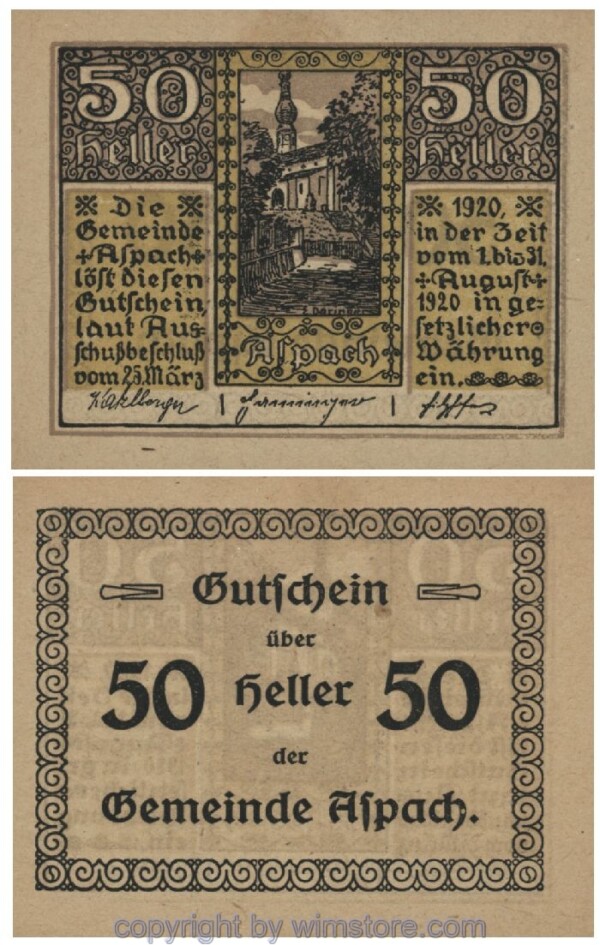 50 50
Heller Heller
Die
Gemeinde
Aſpach
löſt dieſen
Gutſchein,
laut Aus-
ſchußbeſchluß
vom 25. März
Aſpach
1920,
in der Zeit
vom 1. bis 31.
August
1920 in ge-
ſetzlicher
Währung
ein.
Gutſchein
über
50 Heller 50
der
Gemeinde Aſpach.
copyright by wimstore.com